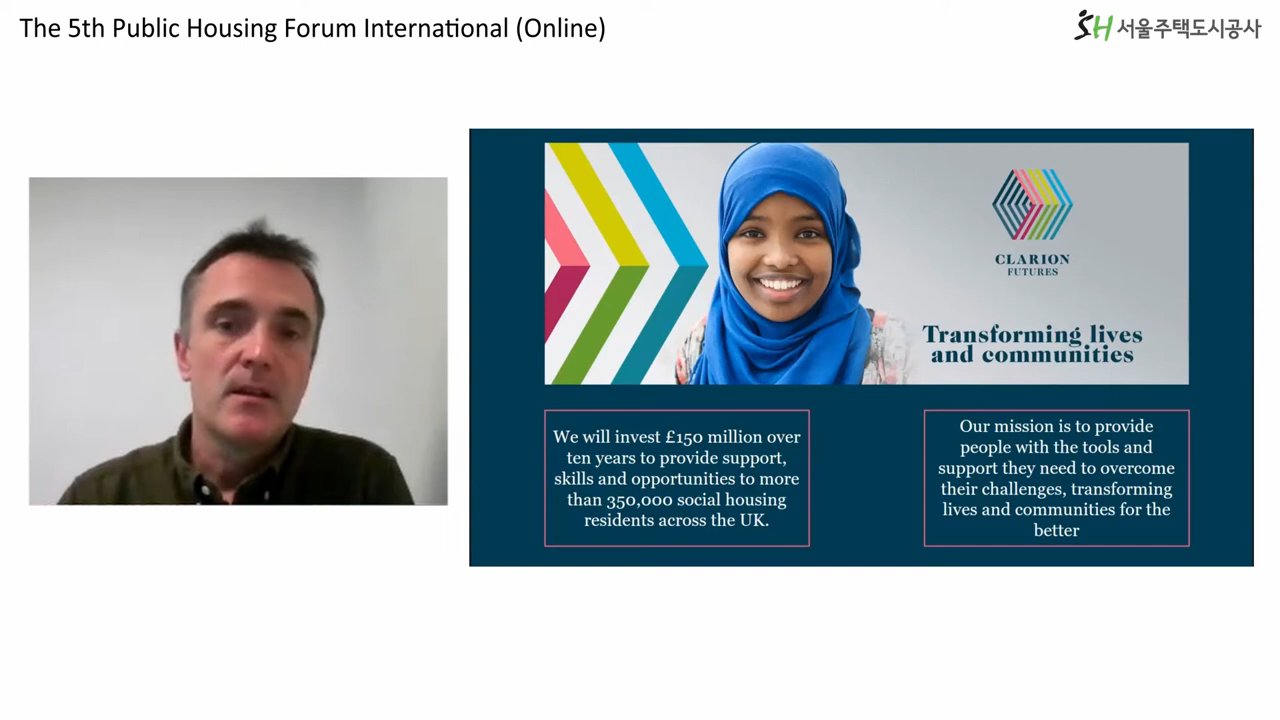 The 5th Public Housing Forum International (Online)
SH 서울주택도시공사
CLARION
FUTURES
Transforming lives
and communities
We will invest £150 million over
ten years to provide support,
skills and opportunities to more
than 350,000 social housing
residents across the UK.
Our mission is to provide
people with the tools and
support they need to overcome
their challenges, transforming
lives and communities for the
better